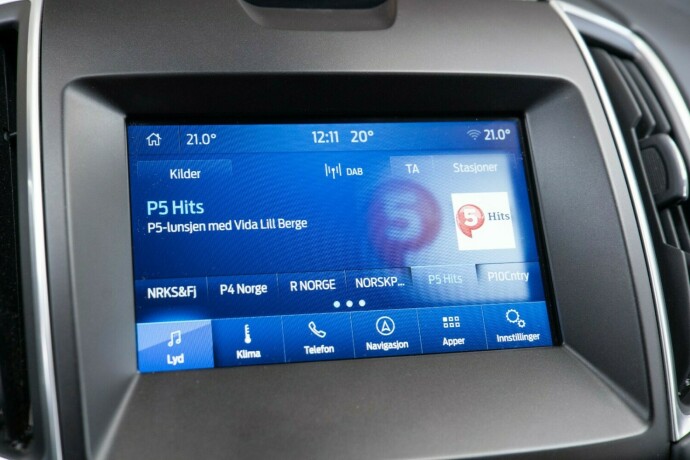 21.0° 12:11 20° 21.0°
Kilder DAB TA Stasjoner
P5 Hits
P5-lunsjen med Vida Lill Berge
5 Hits
NRKS&Fj P4 Norge R NORGE NORSKP... P5 Hits P10Cntry
Lyd Klima Telefon Navigasjon Apper Innstillinger